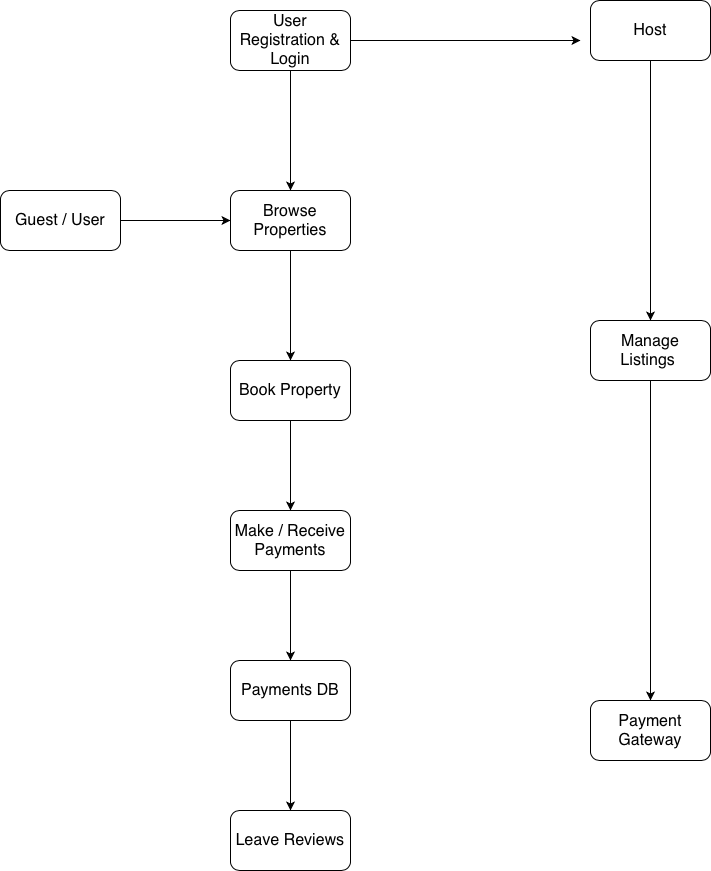 User
Registration &
Login
Host
Guest / User
Browse
Properties
Manage
Listings
Book Property
Make / Receive
Payments
Payments DB
Payment
Gateway
Leave Reviews